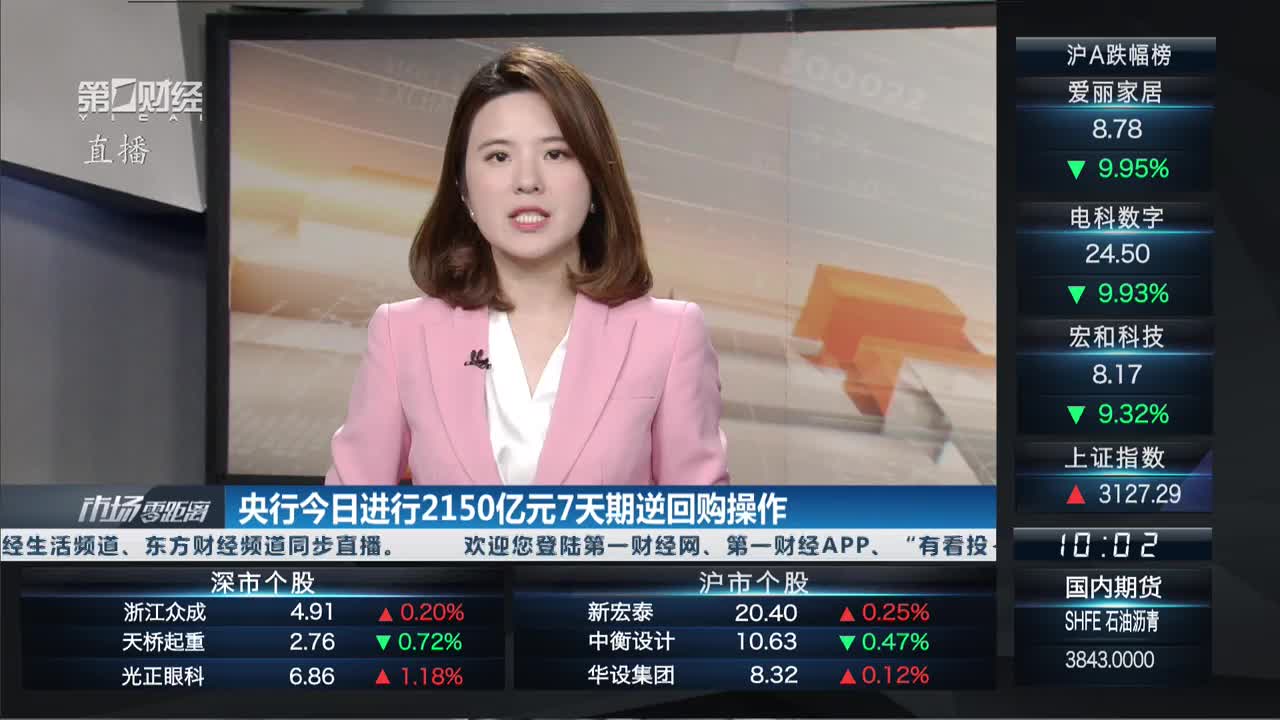 第一财经
YICAI
直播
沪A跌幅榜
爱丽家居
8.78
▼ 9.95%
电科数字
24.50
▼ 9.93%
宏和科技
8.17
▼ 9.32%
上证指数
▲ 3127.29
10:02
国内期货
SHFE 石油沥青
3843.0000
市场零距离
央行今日进行2150亿元7天期逆回购操作
经生活频道、东方财经频道同步直播。 欢迎您登陆第一财经网、第一财经APP、“有看投
深市个股
浙江众成 4.91 ▲ 0.20%
天桥起重 2.76 ▼ 0.72%
光正眼科 6.86 ▲ 1.18%
沪市个股
新宏泰 20.40 ▲ 0.25%
中衡设计 10.63 ▼ 0.47%
华设集团 8.32 ▲ 0.12%